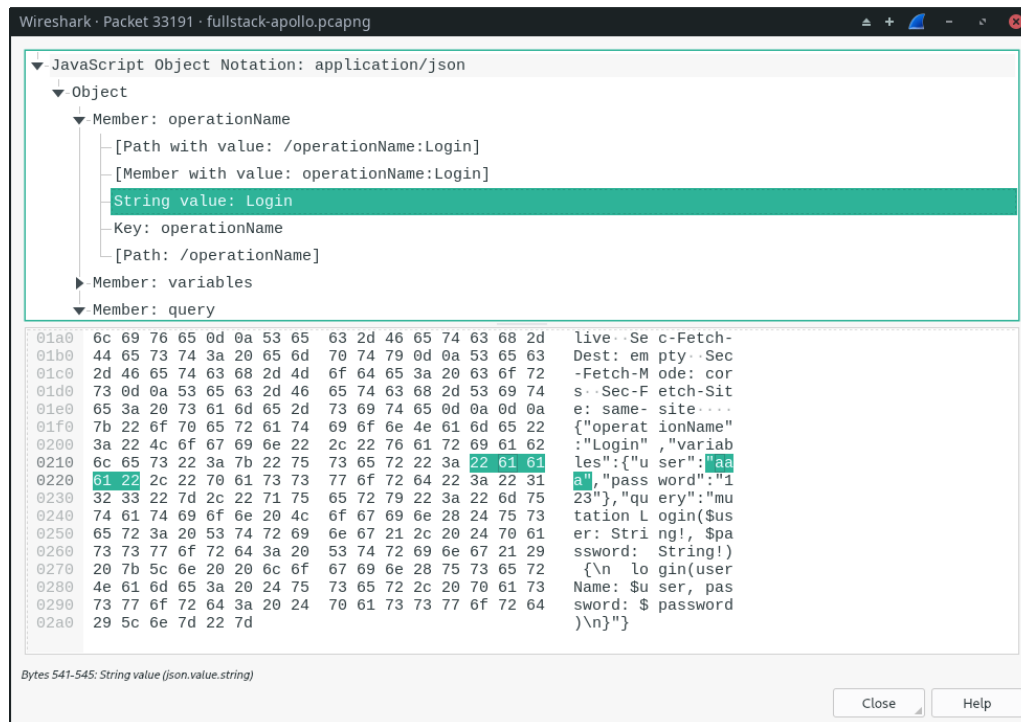 Wireshark · Packet 33191 · fullstack-apollo.pcapng
JavaScript Object Notation: application/json
Object
Member: operationName
[Path with value: /operationName:Login]
[Member with value: operationName:Login]
String value: Login
Key: operationName
[Path: /operationName]
Member: variables
Member: query
01a0 6c 69 76 65 0d 0a 53 65 63 2d 46 65 74 63 68 2d live··Se c-Fetch-
01b0 44 65 73 74 3a 20 65 6d 70 74 79 0d 0a 53 65 63 Dest: em pty··Sec
01c0 2d 46 65 74 63 68 2d 4d 6f 64 65 3a 20 63 6f 72 -Fetch-M ode: cor
01d0 73 0d 0a 53 65 63 2d 46 65 74 63 68 2d 53 69 74 s··Sec-F etch-Sit
01e0 65 3a 20 73 61 6d 65 2d 73 69 74 65 0d 0a 0d 0a e: same- site····
01f0 7b 22 6f 70 65 72 61 74 69 6f 6e 4e 61 6d 65 22 {"operat ionName"
0200 3a 22 4c 6f 67 69 6e 22 2c 22 76 61 72 69 61 62 :"Login" ,"variab
0210 6c 65 73 22 3a 7b 22 75 73 65 72 22 3a 22 61 61 les":{"u ser":"aa
0220 61 22 2c 22 70 61 73 73 77 6f 72 64 22 3a 22 31 a","pass word":"1
0230 32 33 22 7d 2c 22 71 75 65 72 79 22 3a 22 6d 75 23"},"qu ery":"mu
0240 74 61 74 69 6f 6e 20 4c 6f 67 69 6e 28 24 75 73 tation L ogin($us
0250 65 72 3a 20 53 74 72 69 6e 67 21 2c 20 24 70 61 er: Stri ng!, $pa
0260 73 73 77 6f 72 64 3a 20 53 74 72 69 6e 67 21 29 ssword: String!)
0270 20 7b 5c 6e 20 20 6c 6f 67 69 6e 28 75 73 65 72 {\n lo gin(user
0280 4e 61 6d 65 3a 20 24 75 73 65 72 2c 20 70 61 73 Name: $u ser, pas
0290 73 77 6f 72 64 3a 20 24 70 61 73 73 77 6f 72 64 sword: $ password
02a0 29 5c 6e 7d 22 7d )\n}"}
Bytes 541-545: String value (json.value.string)
Close
Help